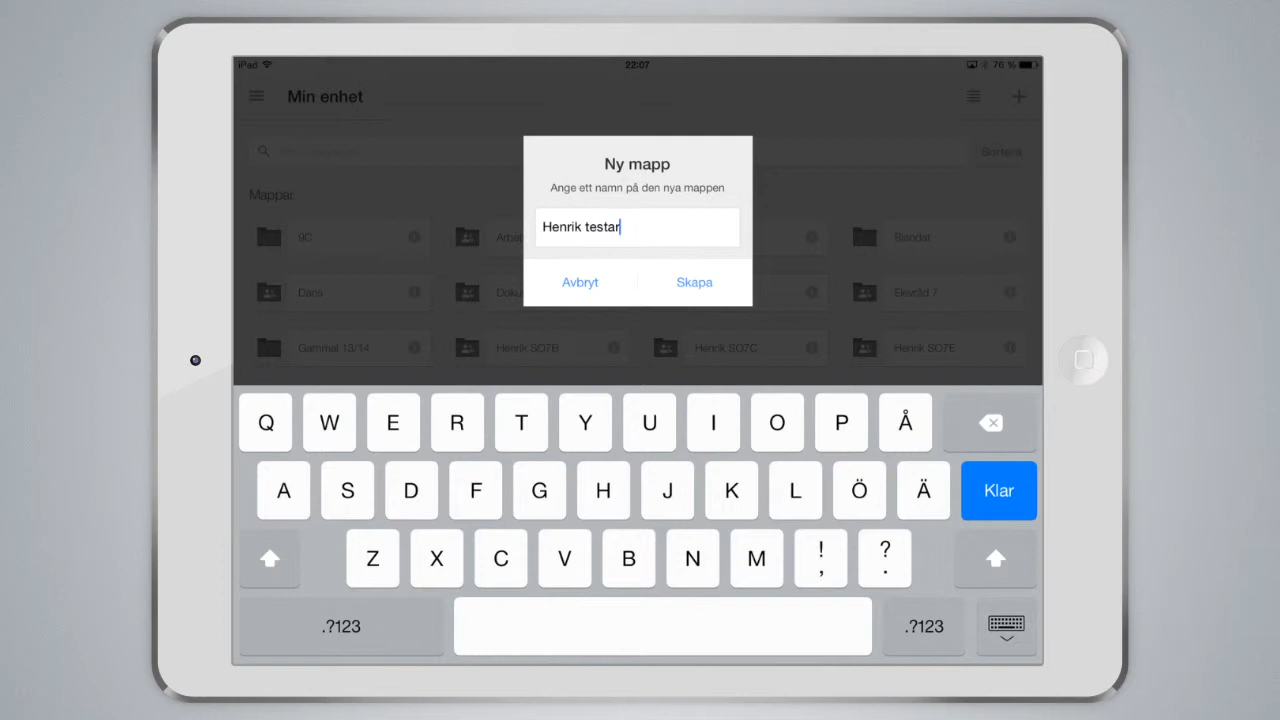 iPad 22:07 76 %
Min enhet
Sortera
Mappar
Ny mapp
Ange ett namn på den nya mappen
Henrik testar
Avbryt Skapa
9C Blandat
Dans Elevråd 7
Gammal 13/14 Henrik SO7B Henrik SO7C Henrik SO7E
Q W E R T Y U I O P Å
A S D F G H J K L Ö Ä Klar
Z X C V B N M ! , ? .
.?123 .?123